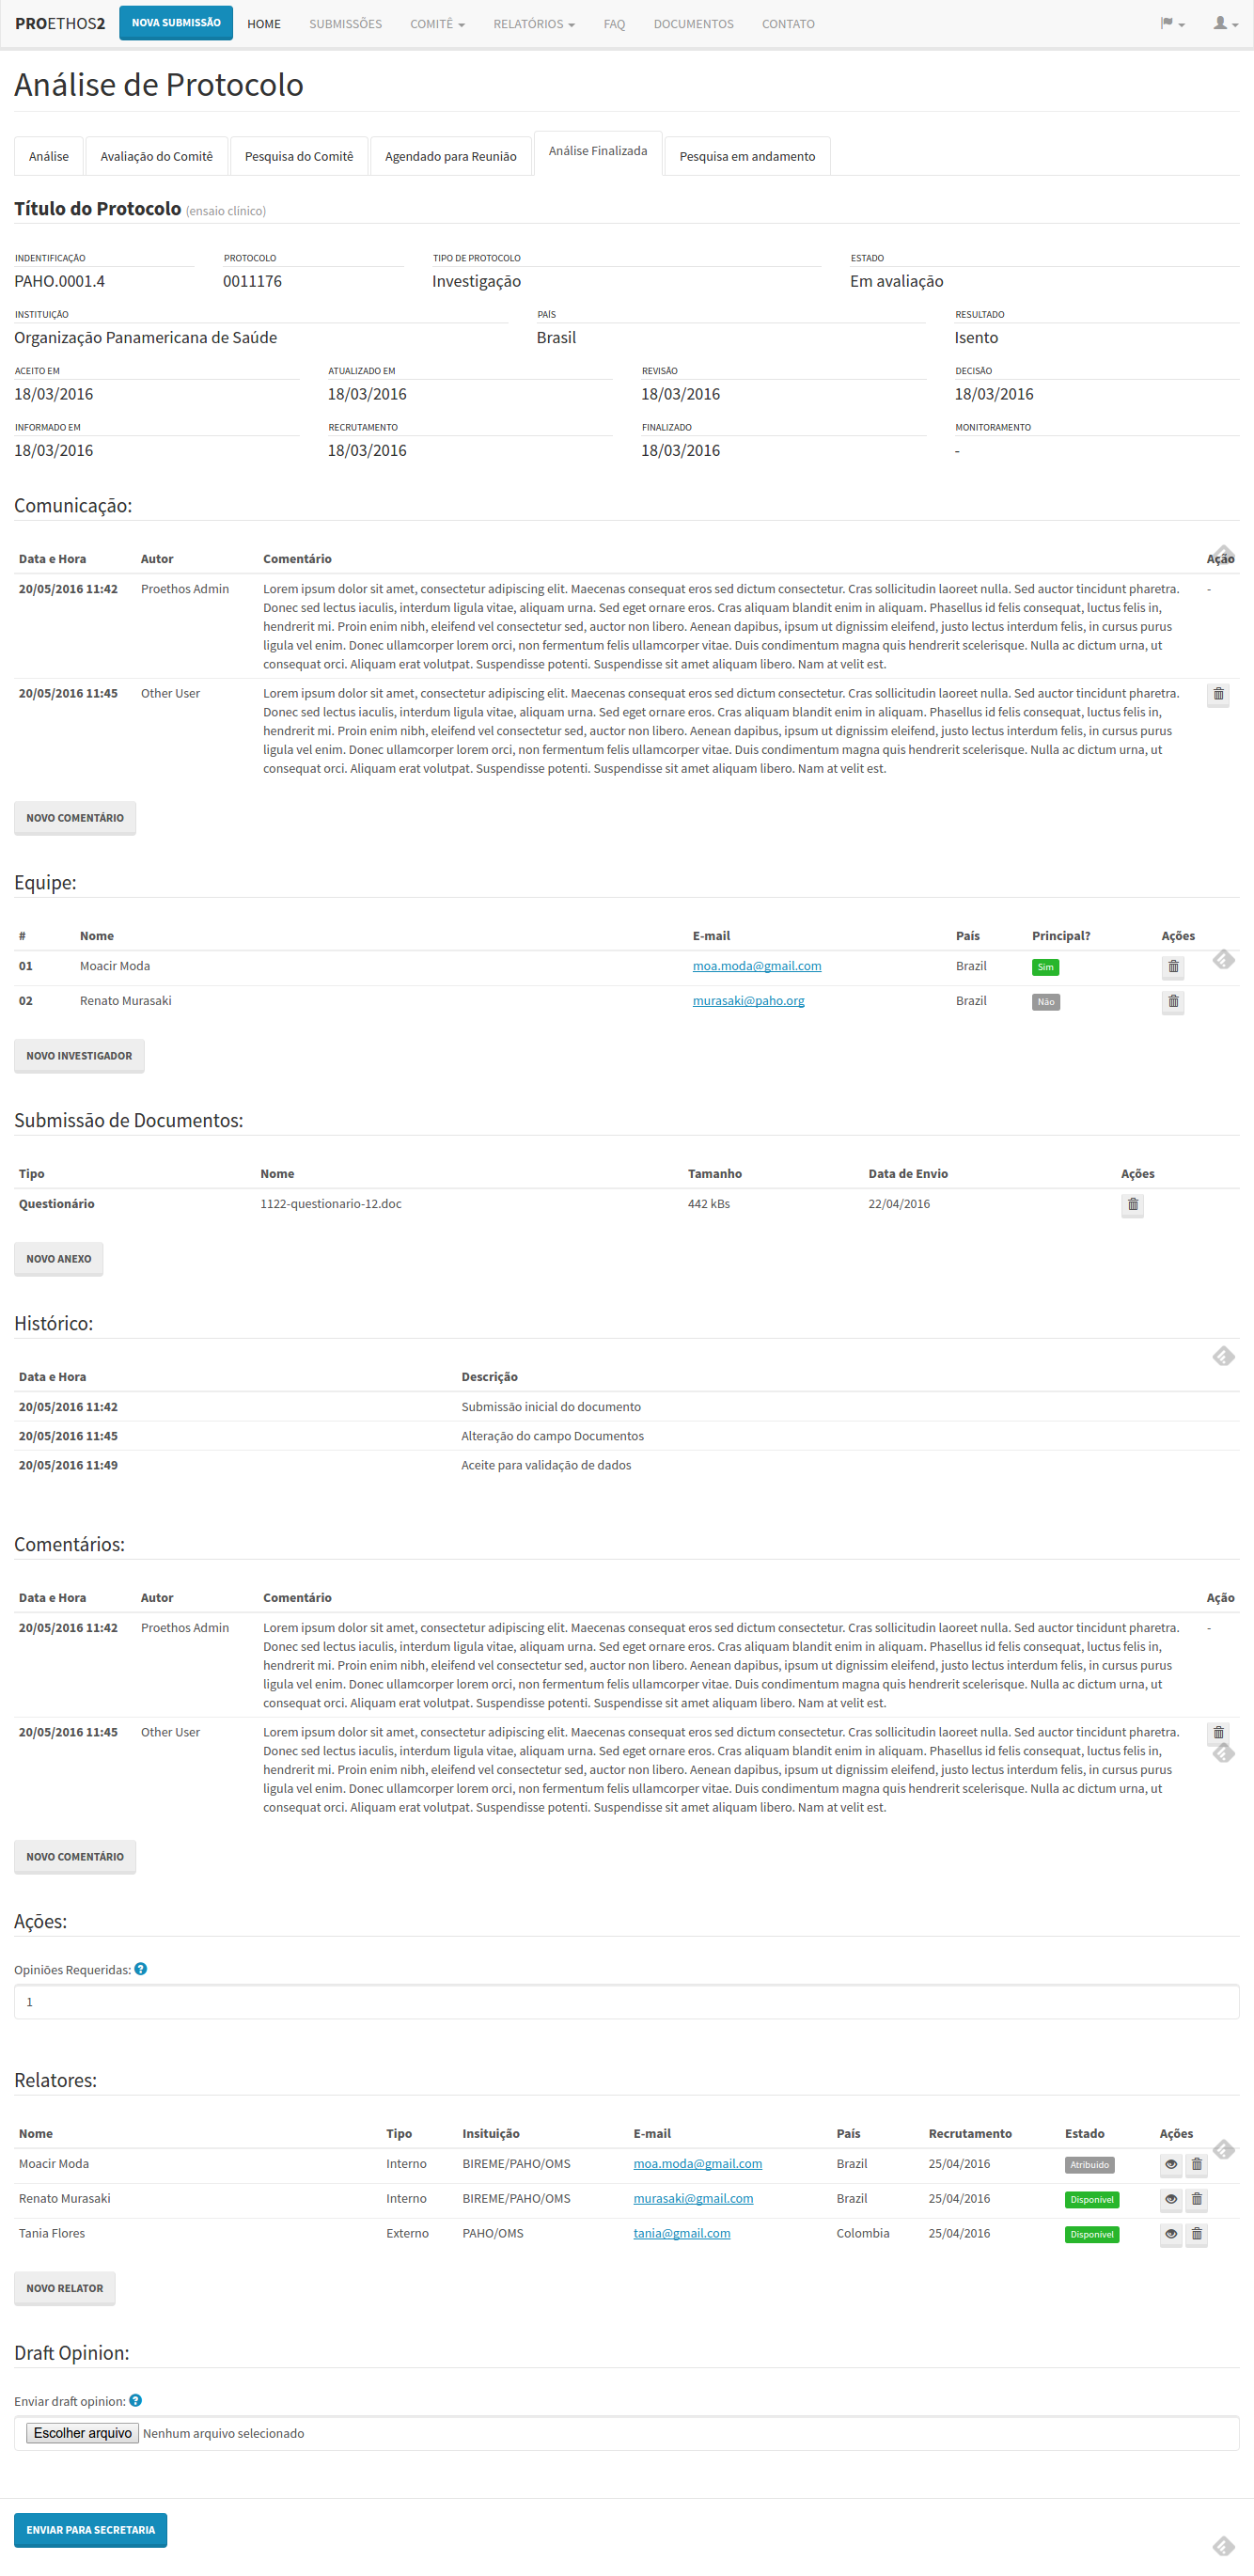 PROETHOS2 NOVA SUBMISSÃO HOME SUBMISSÕES COMITÊ RELATÓRIOS FAQ DOCUMENTOS CONTATO
Análise de Protocolo
Análise Avaliação do Comitê Pesquisa do Comitê Agendado para Reunião Análise Finalizada Pesquisa em andamento
Título do Protocolo (ensaio clínico)
INDENTIFICAÇÃO PROTOCOLO TIPO DE PROTOCOLO ESTADO
PAHO.0001.4 0011176 Investigação Em avaliação
INSTITUIÇÃO PAÍS RESULTADO
Organização Panamericana de Saúde Brasil Isento
ACEITO EM ATUALIZADO EM REVISÃO DECISÃO
18/03/2016 18/03/2016 18/03/2016 18/03/2016
INFORMADO EM RECRUTAMENTO FINALIZADO MONITORAMENTO
18/03/2016 18/03/2016 18/03/2016 -
Comunicação:
Data e Hora Autor Comentário Ação
20/05/2016 11:42 Proethos Admin Lorem ipsum dolor sit amet, consectetur adipiscing elit. Maecenas consequat eros sed dictum consectetur. Cras sollicitudin laoreet nulla. Sed auctor tincidunt pharetra. -
Donec sed lectus iaculis, interdum ligula vitae, aliquam urna. Sed eget ornare eros. Cras aliquam blandit enim in aliquam. Phasellus id felis consequat, luctus felis in,
hendrerit mi. Proin enim nibh, eleifend vel consectetur sed, auctor non libero. Aenean dapibus, ipsum ut dignissim eleifend, justo lectus interdum felis, in cursus purus
ligula vel enim. Donec ullamcorper lorem orci, non fermentum felis ullamcorper vitae. Duis condimentum magna quis hendrerit scelerisque. Nulla ac dictum urna, ut
consequat orci. Aliquam erat volutpat. Suspendisse potenti. Suspendisse sit amet aliquam libero. Nam at velit est.
20/05/2016 11:45 Other User Lorem ipsum dolor sit amet, consectetur adipiscing elit. Maecenas consequat eros sed dictum consectetur. Cras sollicitudin laoreet nulla. Sed auctor tincidunt pharetra.
Donec sed lectus iaculis, interdum ligula vitae, aliquam urna. Sed eget ornare eros. Cras aliquam blandit enim in aliquam. Phasellus id felis consequat, luctus felis in,
hendrerit mi. Proin enim nibh, eleifend vel consectetur sed, auctor non libero. Aenean dapibus, ipsum ut dignissim eleifend, justo lectus interdum felis, in cursus purus
ligula vel enim. Donec ullamcorper lorem orci, non fermentum felis ullamcorper vitae. Duis condimentum magna quis hendrerit scelerisque. Nulla ac dictum urna, ut
consequat orci. Aliquam erat volutpat. Suspendisse potenti. Suspendisse sit amet aliquam libero. Nam at velit est.
NOVO COMENTÁRIO
Equipe:
# Nome E-mail País Principal? Ações
01 Moacir Moda moa.moda@gmail.com Brazil Sim
02 Renato Murasaki murasaki@paho.org Brazil Não
NOVO INVESTIGADOR
Submissão de Documentos:
Tipo Nome Tamanho Data de Envio Ações
Questionário 1122-questionario-12.doc 442 kBs 22/04/2016
NOVO ANEXO
Histórico:
Data e Hora Descrição
20/05/2016 11:42 Submissão inicial do documento
20/05/2016 11:45 Alteração do campo Documentos
20/05/2016 11:49 Aceite para validação de dados
Comentários:
Data e Hora Autor Comentário Ação
20/05/2016 11:42 Proethos Admin Lorem ipsum dolor sit amet, consectetur adipiscing elit. Maecenas consequat eros sed dictum consectetur. Cras sollicitudin laoreet nulla. Sed auctor tincidunt pharetra. -
Donec sed lectus iaculis, interdum ligula vitae, aliquam urna. Sed eget ornare eros. Cras aliquam blandit enim in aliquam. Phasellus id felis consequat, luctus felis in,
hendrerit mi. Proin enim nibh, eleifend vel consectetur sed, auctor non libero. Aenean dapibus, ipsum ut dignissim eleifend, justo lectus interdum felis, in cursus purus
ligula vel enim. Donec ullamcorper lorem orci, non fermentum felis ullamcorper vitae. Duis condimentum magna quis hendrerit scelerisque. Nulla ac dictum urna, ut
consequat orci. Aliquam erat volutpat. Suspendisse potenti. Suspendisse sit amet aliquam libero. Nam at velit est.
20/05/2016 11:45 Other User Lorem ipsum dolor sit amet, consectetur adipiscing elit. Maecenas consequat eros sed dictum consectetur. Cras sollicitudin laoreet nulla. Sed auctor tincidunt pharetra.
Donec sed lectus iaculis, interdum ligula vitae, aliquam urna. Sed eget ornare eros. Cras aliquam blandit enim in aliquam. Phasellus id felis consequat, luctus felis in,
hendrerit mi. Proin enim nibh, eleifend vel consectetur sed, auctor non libero. Aenean dapibus, ipsum ut dignissim eleifend, justo lectus interdum felis, in cursus purus
ligula vel enim. Donec ullamcorper lorem orci, non fermentum felis ullamcorper vitae. Duis condimentum magna quis hendrerit scelerisque. Nulla ac dictum urna, ut
consequat orci. Aliquam erat volutpat. Suspendisse potenti. Suspendisse sit amet aliquam libero. Nam at velit est.
NOVO COMENTÁRIO
Ações:
Opiniões Requeridas: ?
1
Relatores:
Nome Tipo Insituição E-mail País Recrutamento Estado Ações
Moacir Moda Interno BIREME/PAHO/OMS moa.moda@gmail.com Brazil 25/04/2016 Atribuído
Renato Murasaki Interno BIREME/PAHO/OMS murasaki@gmail.com Brazil 25/04/2016 Disponível
Tania Flores Externo PAHO/OMS tania@gmail.com Colombia 25/04/2016 Disponível
NOVO RELATOR
Draft Opinion:
Enviar draft opinion: ?
Escolher arquivo Nenhum arquivo selecionado
ENVIAR PARA SECRETARIA